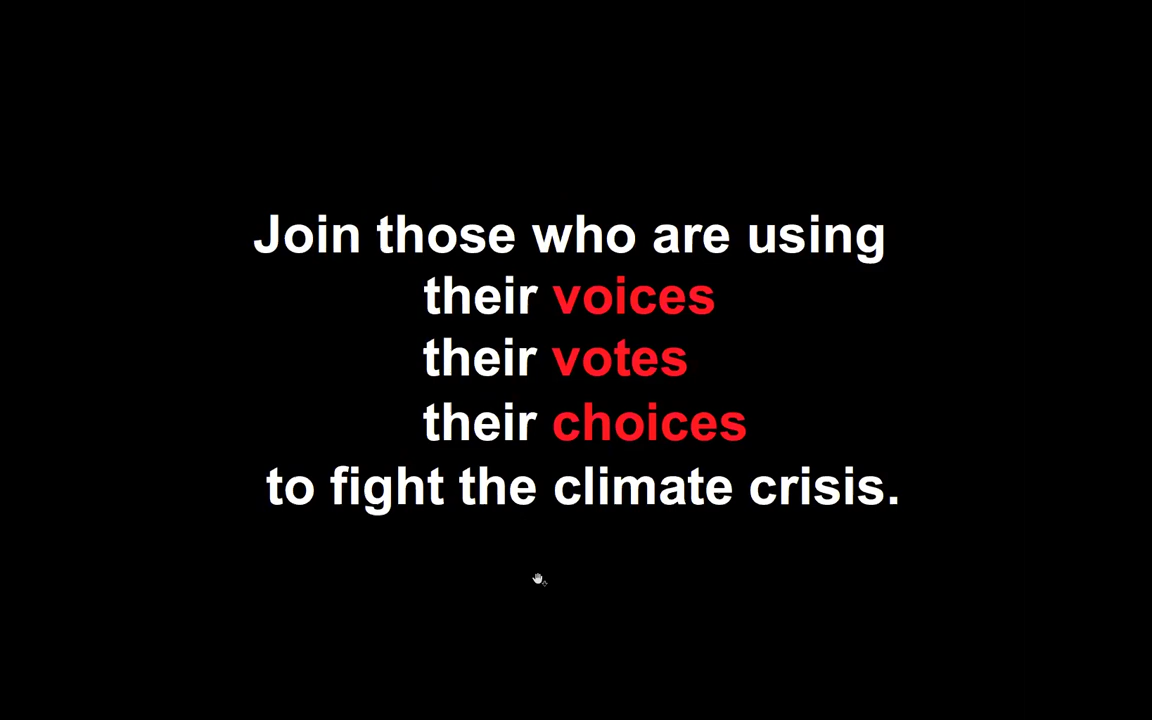 Join those who are using
their voices
their votes
their choices
to fight the climate crisis.